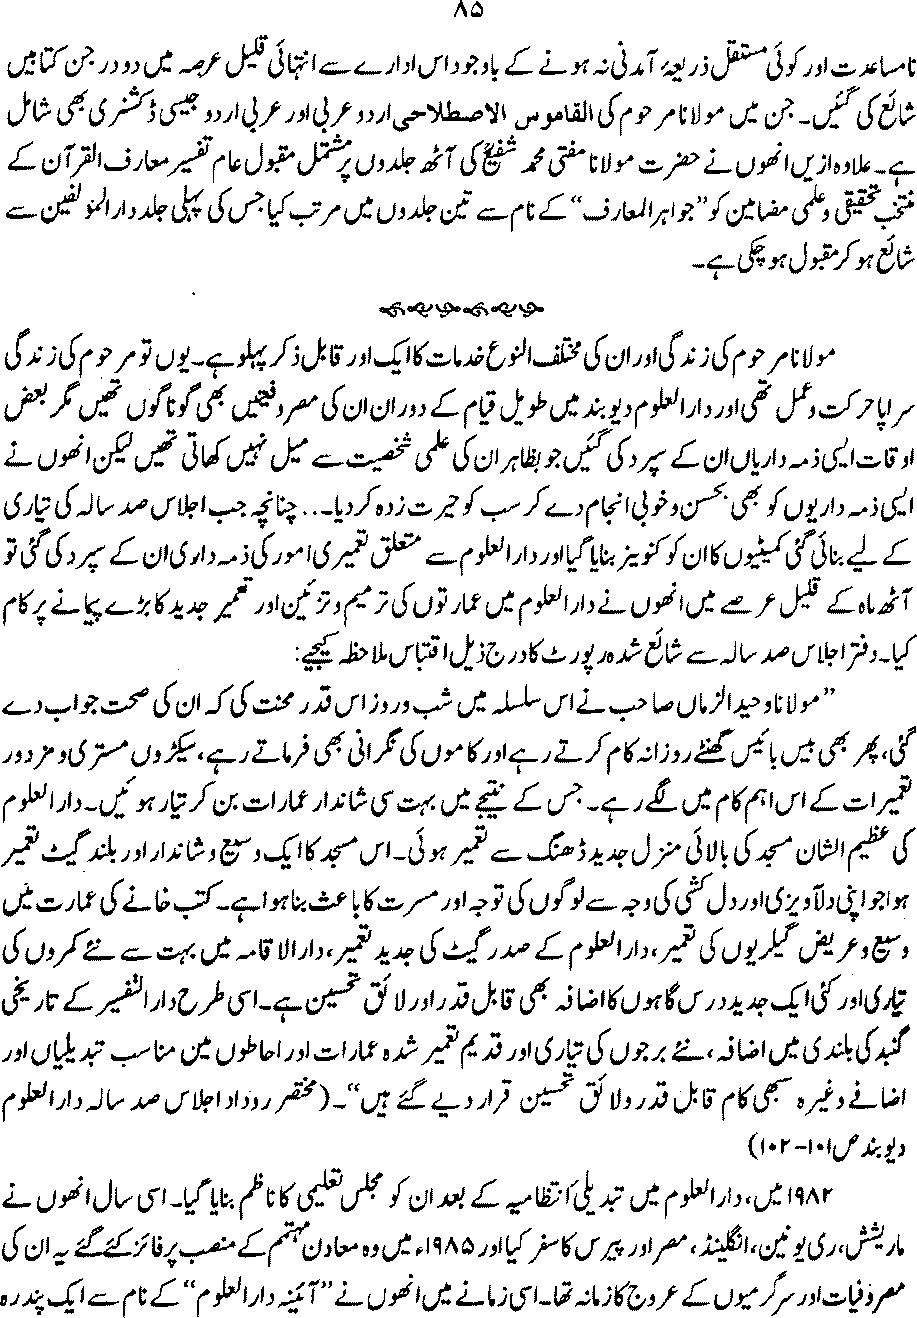 ۸۵
نامساعدت اور کوئی مستقل ذریعۂ آمدنی نہ ہونے کے باوجود اس ادارے سے انتہائی قلیل عرصہ میں دو درجن کتابیں
شائع کی گئیں۔ جن میں مولانا مرحوم کی القاموس الاصطلاحی اردو عربی اور عربی اردو جیسی ڈکشنری بھی شامل
ہے۔ علاوہ ازیں انھوں نے حضرت مولانا مفتی محمد شفیعؒ کی آٹھ جلدوں پر مشتمل مقبول عام تفسیر معارف القرآن کے
منتخب تحقیقی و علمی مضامین کو ”جواہر المعارف“ کے نام سے تین جلدوں میں مرتب کیا جس کی پہلی جلد دار المؤلفین سے
شائع ہو کر مقبول ہو چکی ہے۔
مولانا مرحوم کی زندگی اور ان کی مختلف النوع خدمات کا ایک اور قابل ذکر پہلو ہے۔ یوں تو مرحوم کی زندگی
سراپا حرکت و عمل تھی اور دار العلوم دیوبند میں طویل قیام کے دوران ان کی مصروفیتیں بھی گوناگوں تھیں مگر بعض
اوقات ایسی ذمہ داریاں ان کے سپرد کی گئیں جو بظاہر ان کی علمی شخصیت سے میل نہیں کھاتی تھیں لیکن انھوں نے
ایسی ذمہ داریوں کو بھی بحسن و خوبی انجام دے کر سب کو حیرت زدہ کر دیا۔... چنانچہ جب اجلاس صد سالہ کی تیاری
کے لیے بنائی گئی کمیٹیوں کا ان کو کنوینر بنایا گیا اور دار العلوم سے متعلق تعمیری امور کی ذمہ داری ان کے سپرد کی گئی تو
آٹھ ماہ کے قلیل عرصے میں انھوں نے دار العلوم میں عمارتوں کی ترمیم و تزئین اور تعمیر جدید کا بڑے پیمانے پر کام
کیا۔ دفتر اجلاس صد سالہ سے شائع شدہ رپورٹ کا درج ذیل اقتباس ملاحظہ کیجیے:
”مولانا وحید الزماں صاحب نے اس سلسلہ میں شب و روز اس قدر محنت کی کہ ان کی صحت جواب دے
گئی، پھر بھی بیس بائیس گھنٹے روزانہ کام کرتے رہے اور کاموں کی نگرانی بھی فرماتے رہے، سیکڑوں مستری و مزدور
تعمیرات کے اس اہم کام میں لگے رہے۔ جس کے نتیجے میں بہت سی شاندار عمارات بن کر تیار ہوئیں۔ دار العلوم
کی عظیم الشان مسجد کی بالائی منزل جدید ڈھنگ سے تعمیر ہوئی۔ اس مسجد کا ایک وسیع و شاندار اور بلند گیٹ تعمیر
ہوا جو اپنی دلآویزی اور دل کشی کی وجہ سے لوگوں کی توجہ اور مسرت کا باعث بنا ہوا ہے۔ کتب خانے کی عمارت میں
وسیع و عریض گیلریوں کی تعمیر، دار العلوم کے صدر گیٹ کی جدید تعمیر، دار الاقامہ میں بہت سے نئے کمروں کی
تیاری اور کئی ایک جدید درس گاہوں کا اضافہ بھی قابل قدر اور لائق تحسین ہے۔ اسی طرح دار التفسیر کے تاریخی
گنبد کی بلندی میں اضافہ، نئے برجوں کی تیاری اور قدیم تعمیر شدہ عمارات اور احاطوں میں مناسب تبدیلیاں اور
اضافے وغیرہ سبھی کام قابل قدر و لائق تحسین قرار دیے گئے ہیں“۔ (مختصر روداد اجلاس صد سالہ دار العلوم
دیوبند ص ۱۰۱-۱۰۲)
۱۹۸۲ میں، دار العلوم میں تبدیلئ انتظامیہ کے بعد ان کو مجلس تعلیمی کا ناظم بنایا گیا۔ اسی سال انھوں نے
ماریشش، ری یونین، انگلینڈ، مصر اور پیرس کا سفر کیا اور ۱۹۸۵ء میں وہ معاون مہتمم کے منصب پر فائز کئے گئے یہ ان کی
مصروفیات اور سرگرمیوں کے عروج کا زمانہ تھا۔ اسی زمانے میں انھوں نے ”آئینہ دار العلوم“ کے نام سے ایک پندرہ